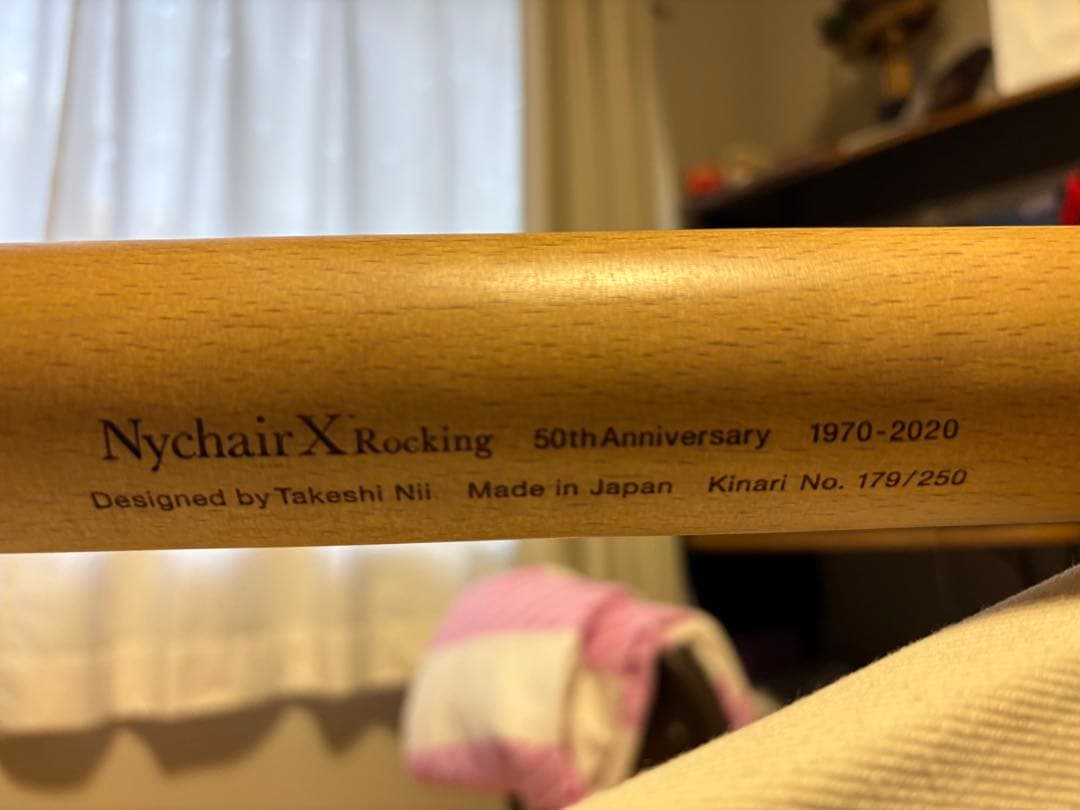 Nychair X Rocking 50th Anniversary 1970-2020
Designed by Takeshi Nii Made in Japan Kinari No. 179/250